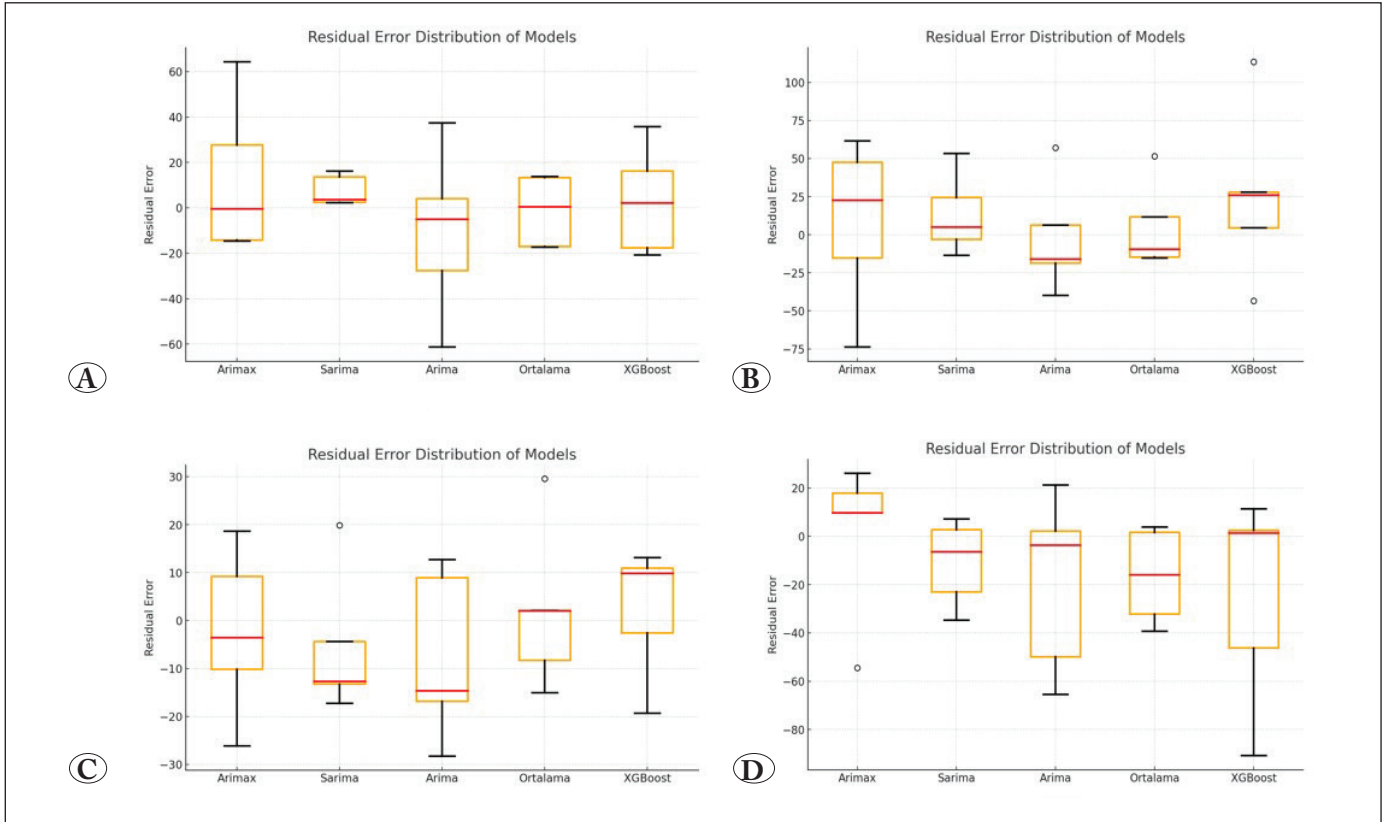 Residual Error Distribution of Models
60
40
20
0
−20
−40
−60
Residual Error
Arimax Sarima Arima Ortalama XGBoost
A
Residual Error Distribution of Models
100
75
50
25
0
−25
−50
−75
Residual Error
Arimax Sarima Arima Ortalama XGBoost
B
Residual Error Distribution of Models
30
20
10
0
−10
−20
−30
Residual Error
Arimax Sarima Arima Ortalama XGBoost
C
Residual Error Distribution of Models
20
0
−20
−40
−60
−80
Residual Error
Arimax Sarima Arima Ortalama XGBoost
D